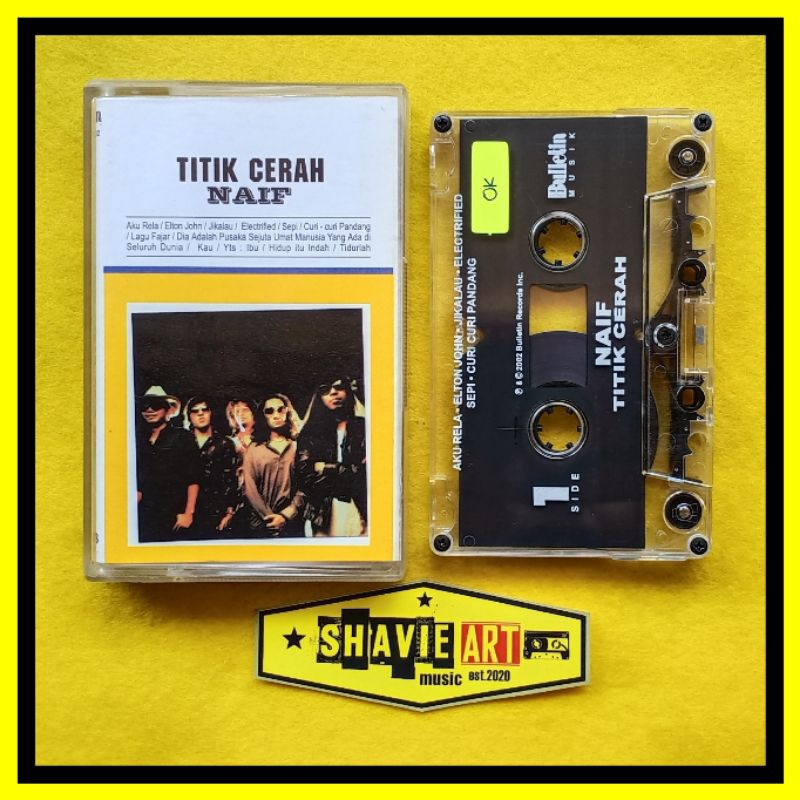 TITIK CERAH
NAIF
Aku Rela / Elton John / Jikalau / Electrified / Sepi / Curi - curi Pandang
/ Lagu Fajar / Dia Adalah Pusaka Sejuta Umat Manusia Yang Ada di
Seluruh Dunia / Kau / Yts : Ibu / Hidup itu Indah / Tidurlah
OK
Bulletin
MUSIK
AKU RELA • ELTON JOHN • JIKALAU • ELECTRIFIED
SEPI • CURI CURI PANDANG
℗ & © 2002 Bulletin Records Inc.
NAIF
TITIK CERAH
1
SIDE
SHAVIE ART
music est.2020